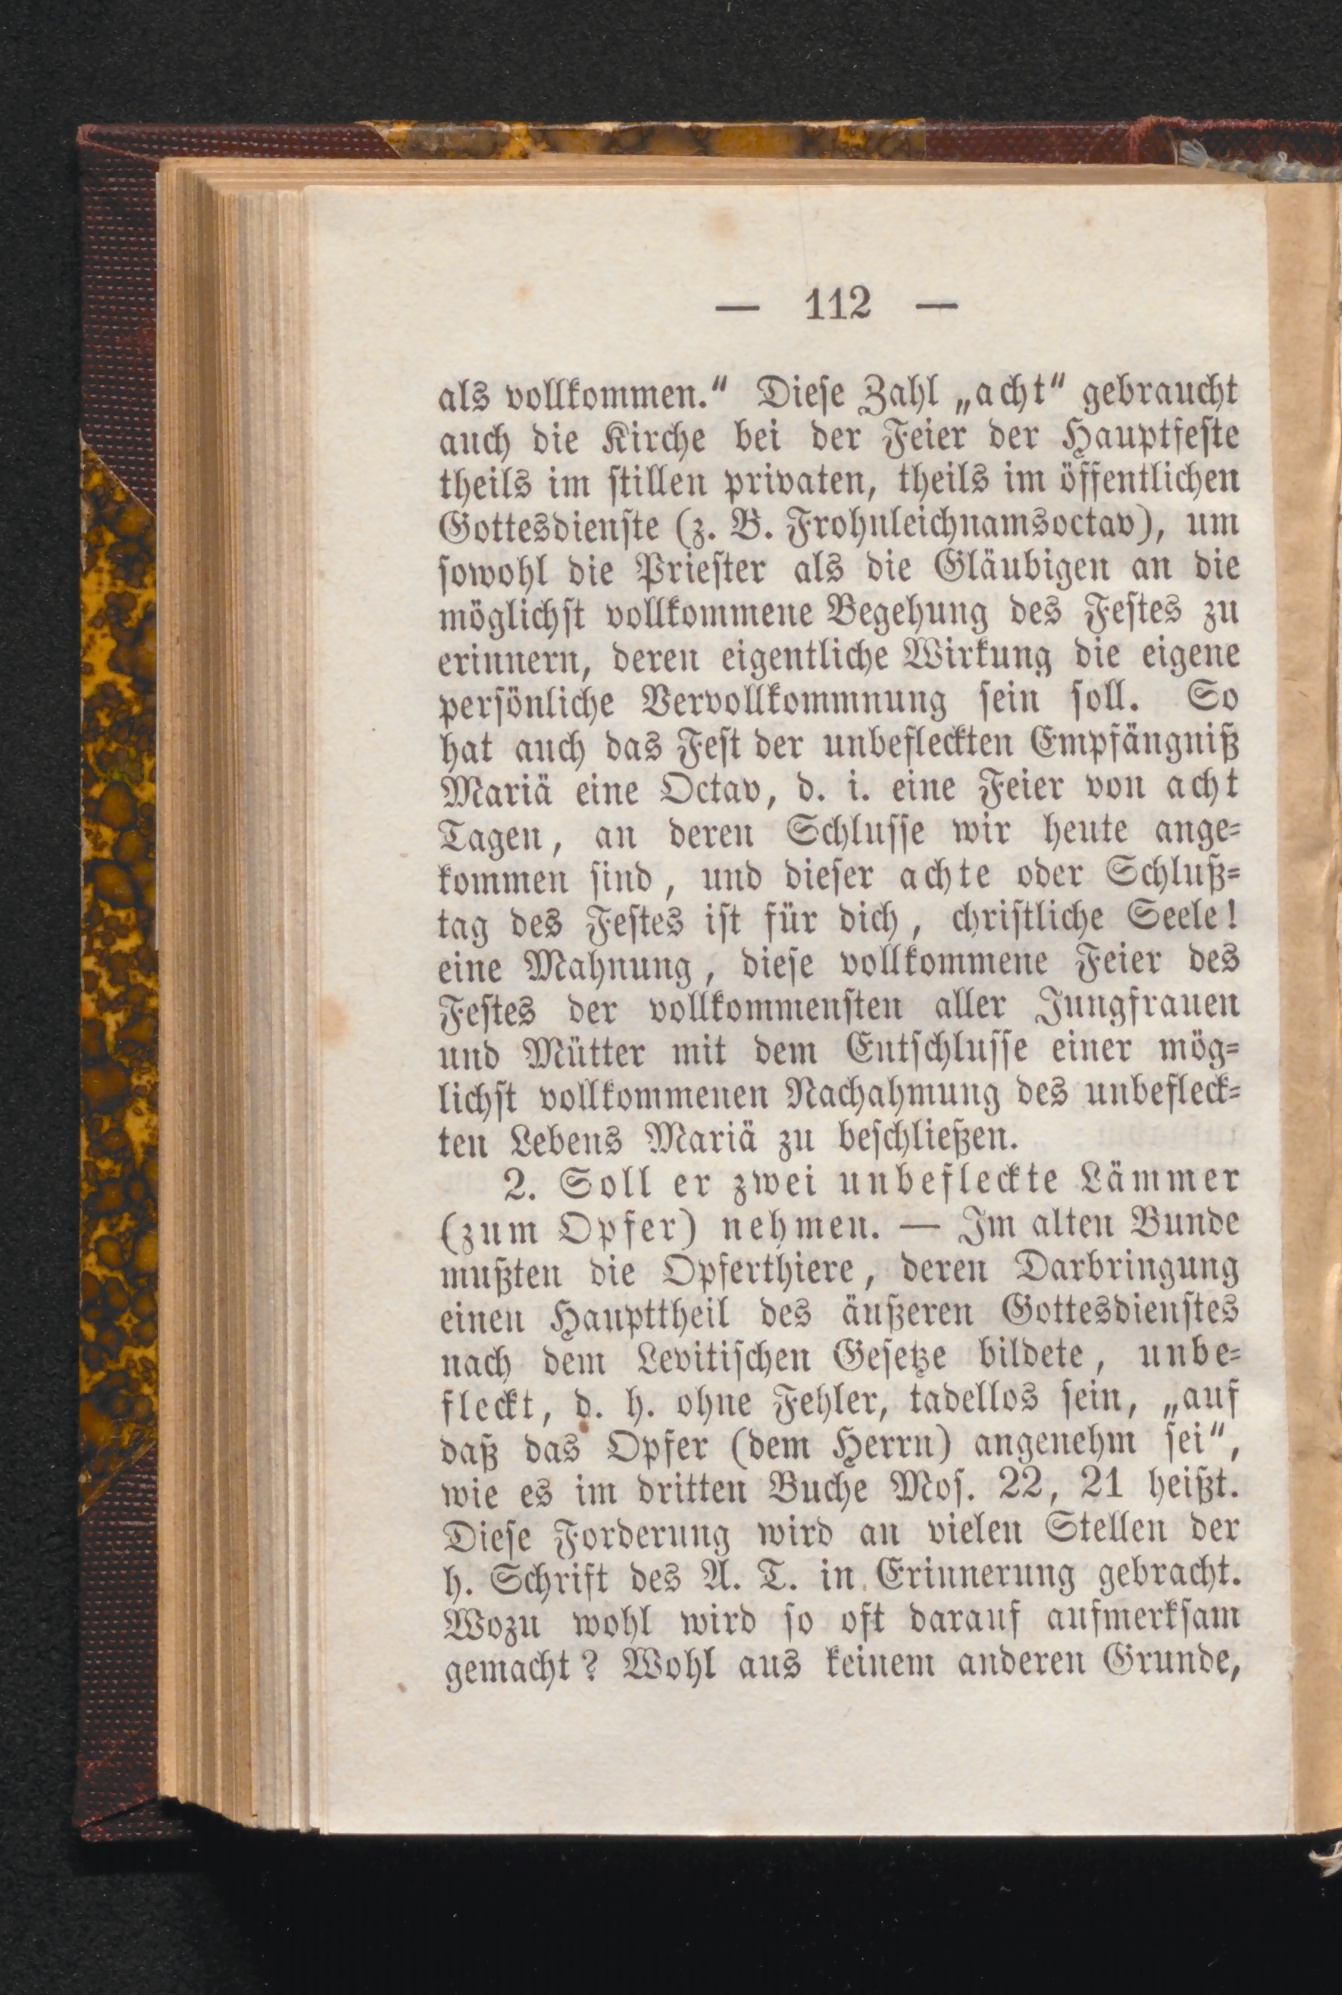 — 112 —
als vollkommen.“ Diese Zahl „acht“ gebraucht
auch die Kirche bei der Feier der Hauptfeste
theils im stillen privaten, theils im öffentlichen
Gottesdienste (z. B. Frohnleichnamsoctav), um
sowohl die Priester als die Gläubigen an die
möglichst vollkommene Begehung des Festes zu
erinnern, deren eigentliche Wirkung die eigene
persönliche Vervollkommnung sein soll. So
hat auch das Fest der unbefleckten Empfängniß
Mariä eine Octav, d. i. eine Feier von acht
Tagen, an deren Schlusse wir heute ange-
kommen sind, und dieser achte oder Schluß-
tag des Festes ist für dich, christliche Seele!
eine Mahnung, diese vollkommene Feier des
Festes der vollkommensten aller Jungfrauen
und Mütter mit dem Entschlusse einer mög-
lichst vollkommenen Nachahmung des unbefleck-
ten Lebens Mariä zu beschließen.
2. Soll er zwei unbefleckte Lämmer
(zum Opfer) nehmen. — Im alten Bunde
mußten die Opferthiere, deren Darbringung
einen Haupttheil des äußeren Gottesdienstes
nach dem Levitischen Gesetze bildete, unbe-
fleckt, d. h. ohne Fehler, tadellos sein, „auf
daß das Opfer (dem Herrn) angenehm sei“,
wie es im dritten Buche Mos. 22, 21 heißt.
Diese Forderung wird an vielen Stellen der
h. Schrift des A. T. in Erinnerung gebracht.
Wozu wohl wird so oft darauf aufmerksam
gemacht? Wohl aus keinem anderen Grunde,